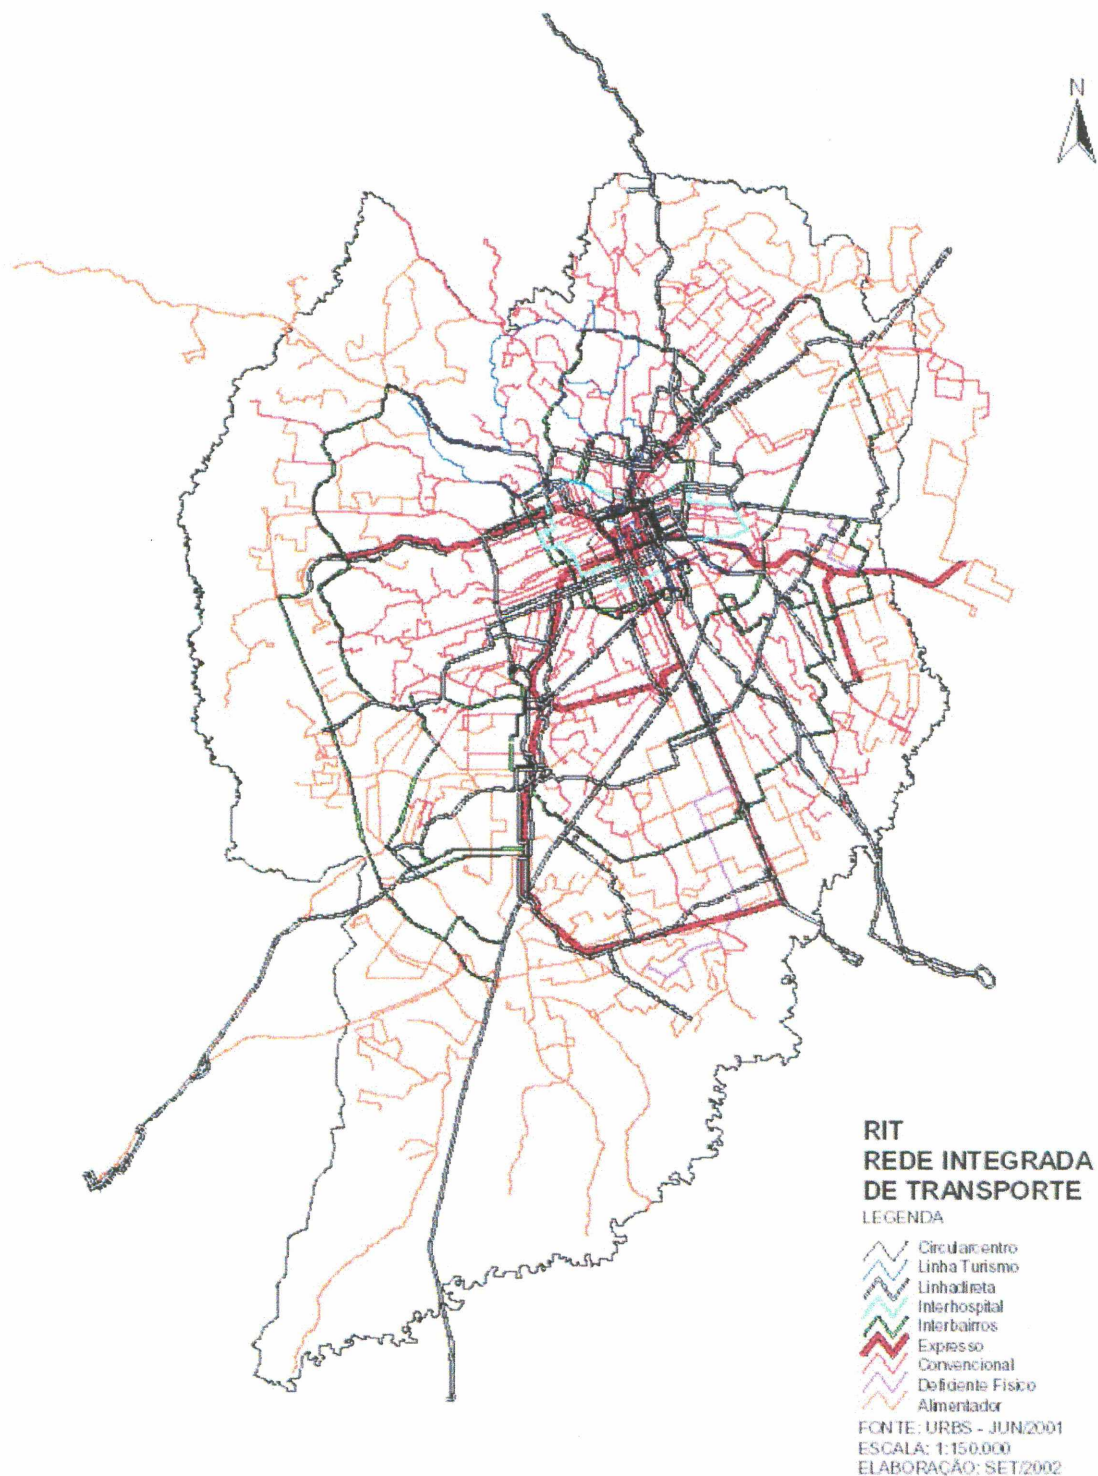 N
RIT
REDE INTEGRADA
DE TRANSPORTE
LEGENDA
Circularcentro
Linha Turismo
Linhadireta
Interhospital
Interbairros
Expresso
Convencional
Deficiente Físico
Alimentador
FONTE: URBS - JUN/2001
ESCALA: 1:150.000
ELABORAÇÃO: SET/2002